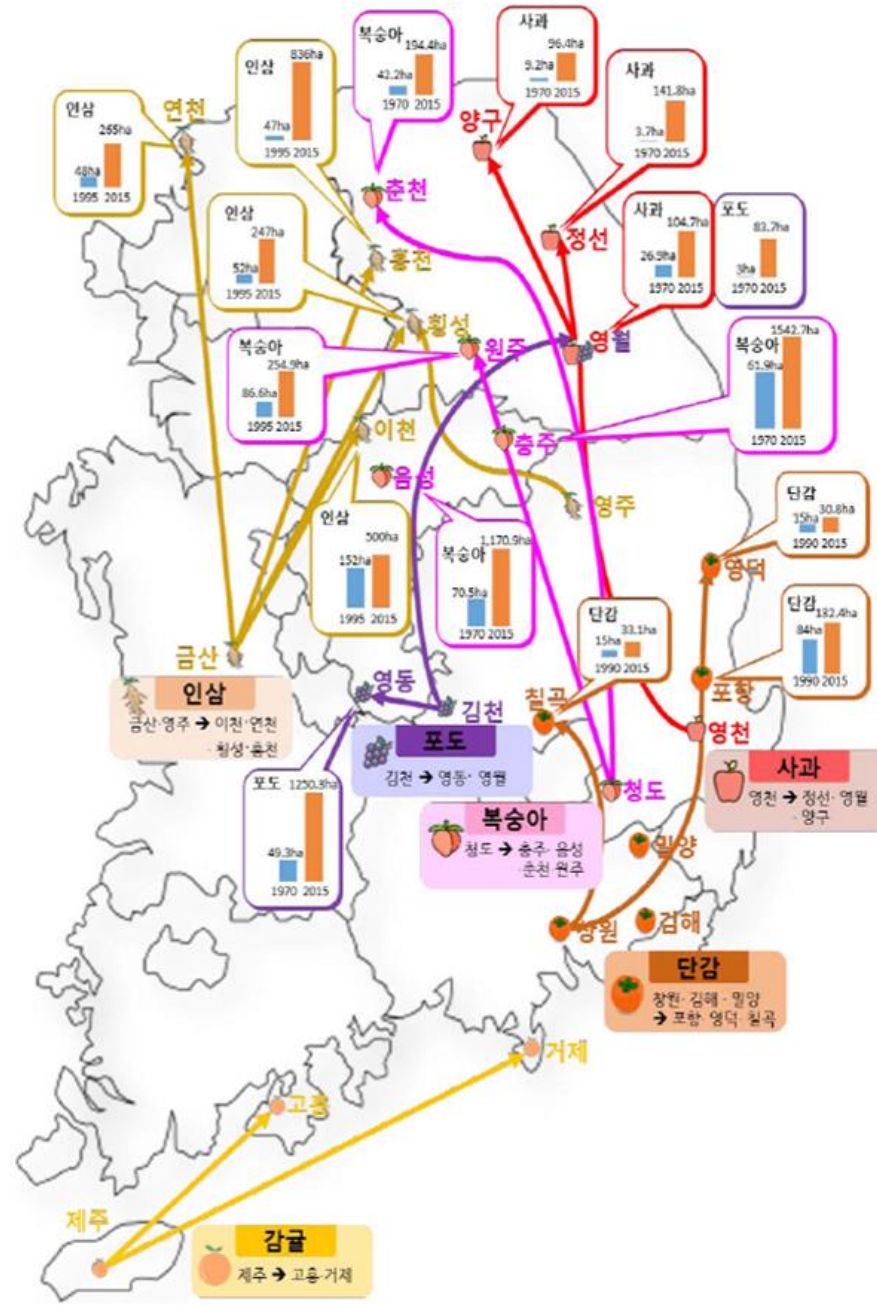 복숭아
194.4ha
42.2ha
1970 2015
사과
96.4ha
9.2ha
1970 2015
인삼
836ha
47ha
1995 2015
사과
141.8ha
3.7ha
1970 2015
인삼
265ha
48ha
1995 2015
연천
양구
춘천
인삼
247ha
52ha
1995 2015
정선
사과
104.7ha
26.9ha
1970 2015
포도
83.7ha
3ha
1970 2015
홍천
횡성
원주
영월
복숭아
254.9ha
86.6ha
1995 2015
1542.7ha
복숭아
61.9ha
1970 2015
이천
충주
음성
영주
인삼
500ha
152ha
1995 2015
복숭아
1,170.9ha
70.5ha
1970 2015
단감
15ha 30.8ha
1990 2015
영덕
단감
33.1ha
15ha
1990 2015
단감
132.4ha
84ha
1990 2015
금산
영동
김천
칠곡
포항
영천
인삼
금산·영주 → 이천·연천
·횡성·홍천
포도
김천 → 영동·영월
사과
영천 → 정선·영월
·양구
포도
1250.3ha
49.3ha
1970 2015
청도
복숭아
청도 → 충주·음성
·춘천·원주
밀양
창원
김해
단감
창원·김해·밀양
→ 포항·영덕·칠곡
거제
고흥
제주
감귤
제주 → 고흥·거제